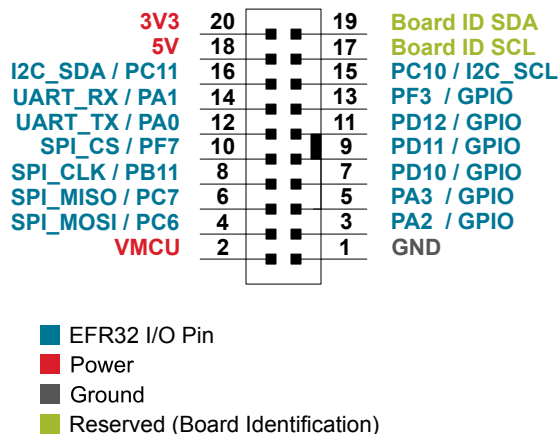 3V3 20 19 Board ID SDA
5V 18 17 Board ID SCL
I2C_SDA / PC11 16 15 PC10 / I2C_SCL
UART_RX / PA1 14 13 PF3 / GPIO
UART_TX / PA0 12 11 PD12 / GPIO
SPI_CS / PF7 10 9 PD11 / GPIO
SPI_CLK / PB11 8 7 PD10 / GPIO
SPI_MISO / PC7 6 5 PA3 / GPIO
SPI_MOSI / PC6 4 3 PA2 / GPIO
VMCU 2 1 GND
EFR32 I/O Pin
Power
Ground
Reserved (Board Identification)